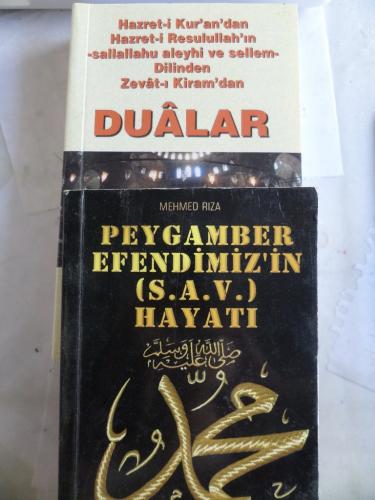 Hazret-i Kur'an'dan
Hazret-i Resulullah'ın
-sallallahu aleyhi ve sellem-
Dilinden
Zevât-ı Kiram'dan
DUÂLAR
MEHMED RIZA
PEYGAMBER
EFENDİMİZ'İN
(S.A.V.)
HAYATI
صلى الله عليه وسلم
محمد